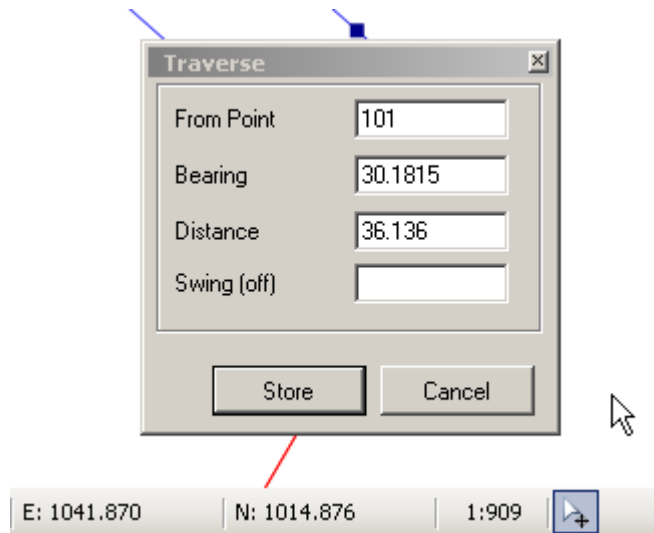 Traverse
From Point 101
Bearing 30.1815
Distance 36.136
Swing (off)
Store Cancel
E: 1041.870 N: 1014.876 1:909